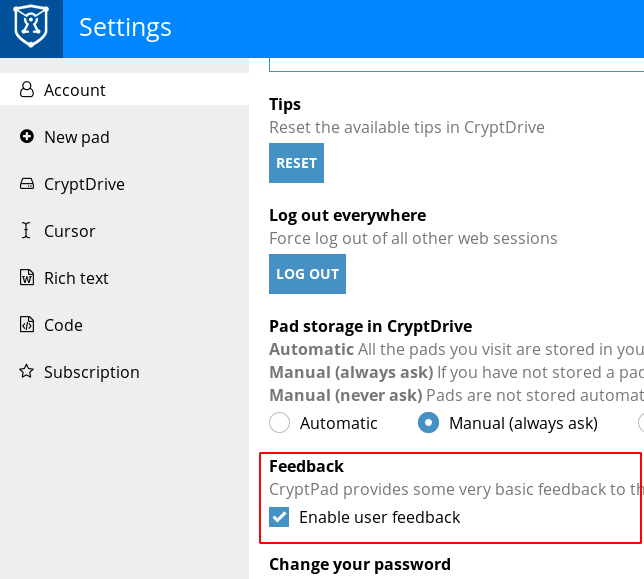 Settings
Account
New pad
CryptDrive
Cursor
Rich text
Code
Subscription
Tips
Reset the available tips in CryptDrive
RESET
Log out everywhere
Force log out of all other web sessions
LOG OUT
Pad storage in CryptDrive
Automatic All the pads you visit are stored in you
Manual (always ask) If you have not stored a pad
Manual (never ask) Pads are not stored automat
Automatic Manual (always ask)
Feedback
CryptPad provides some very basic feedback to th
Enable user feedback
Change your password